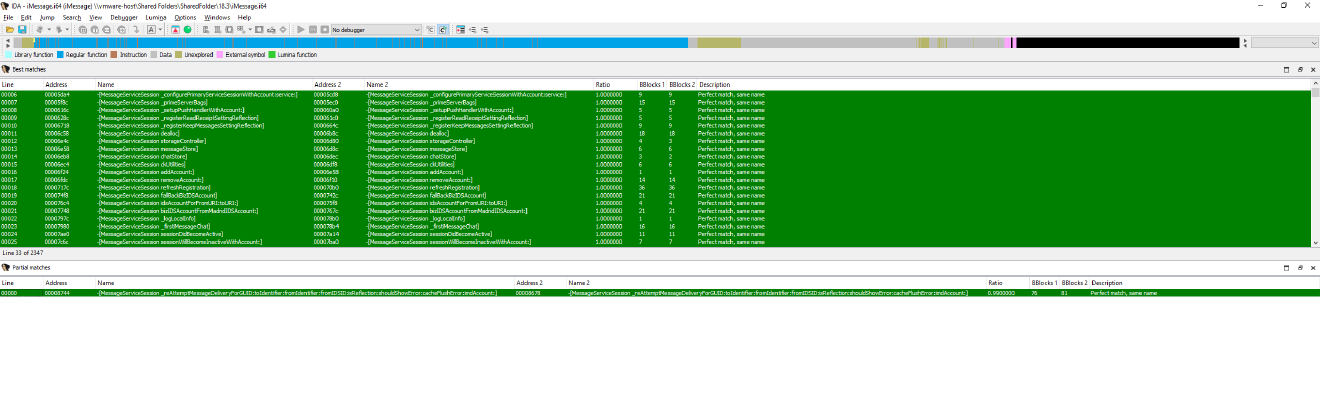 IDA - iMessage.i64 (iMessage) \\vmware-host\Shared Folders\SharedFolder\18.3\iMessage.i64
File Edit Jump Search View Debugger Lumina Options Windows Help
No debugger
Library function Regular function Instruction Data Unexplored External symbol Lumina function
Best matches
Line Address Name Address 2 Name 2 Ratio BBlocks 1 BBlocks 2 Description
00006 00005da4 -[MessageServiceSession _configurePrimaryServiceSessionWithAccount:service:] 00005cd8 -[MessageServiceSession _configurePrimaryServiceSessionWithAccount:service:] 1.0000000 9 9 Perfect match, same name
00007 00005f8c -[MessageServiceSession _primeServerBags] 00005ec0 -[MessageServiceSession _primeServerBags] 1.0000000 15 15 Perfect match, same name
00008 0000616c -[MessageServiceSession _setupPushHandlerWithAccount:] 000060a0 -[MessageServiceSession _setupPushHandlerWithAccount:] 1.0000000 5 5 Perfect match, same name
00009 0000628c -[MessageServiceSession _registerReadReceiptSettingReflection] 000061c0 -[MessageServiceSession _registerReadReceiptSettingReflection] 1.0000000 5 5 Perfect match, same name
00010 00006718 -[MessageServiceSession _registerKeepMessagesSettingReflection] 0000664c -[MessageServiceSession _registerKeepMessagesSettingReflection] 1.0000000 9 9 Perfect match, same name
00011 00006c58 -[MessageServiceSession dealloc] 00006b8c -[MessageServiceSession dealloc] 1.0000000 18 18 Perfect match, same name
00012 00006e4c -[MessageServiceSession storageController] 00006d80 -[MessageServiceSession storageController] 1.0000000 4 3 Perfect match, same name
00013 00006e58 -[MessageServiceSession messageStore] 00006d8c -[MessageServiceSession messageStore] 1.0000000 6 6 Perfect match, same name
00014 00006eb8 -[MessageServiceSession chatStore] 00006dec -[MessageServiceSession chatStore] 1.0000000 3 2 Perfect match, same name
00015 00006ec4 -[MessageServiceSession ckUtilities] 00006df8 -[MessageServiceSession ckUtilities] 1.0000000 6 6 Perfect match, same name
00016 00006f24 -[MessageServiceSession addAccount:] 00006e58 -[MessageServiceSession addAccount:] 1.0000000 1 1 Perfect match, same name
00017 00006fdc -[MessageServiceSession removeAccount:] 00006f10 -[MessageServiceSession removeAccount:] 1.0000000 14 14 Perfect match, same name
00018 0000717c -[MessageServiceSession refreshRegistration] 000070b0 -[MessageServiceSession refreshRegistration] 1.0000000 36 36 Perfect match, same name
00019 000074f8 -[MessageServiceSession fallBackBizIDSAccount] 0000742c -[MessageServiceSession fallBackBizIDSAccount] 1.0000000 21 21 Perfect match, same name
00020 000076c4 -[MessageServiceSession idsAccountForFromURI:toURI:] 000075f8 -[MessageServiceSession idsAccountForFromURI:toURI:] 1.0000000 4 4 Perfect match, same name
00021 00007748 -[MessageServiceSession bizIDSAccountFromMadridIDSAccount:] 0000767c -[MessageServiceSession bizIDSAccountFromMadridIDSAccount:] 1.0000000 21 21 Perfect match, same name
00022 0000797c -[MessageServiceSession _logLocalInfo] 000078b0 -[MessageServiceSession _logLocalInfo] 1.0000000 1 1 Perfect match, same name
00023 00007980 -[MessageServiceSession _firstMessageChat] 000078b4 -[MessageServiceSession _firstMessageChat] 1.0000000 16 16 Perfect match, same name
00024 00007ae0 -[MessageServiceSession sessionDidBecomeActive] 00007a14 -[MessageServiceSession sessionDidBecomeActive] 1.0000000 11 11 Perfect match, same name
00025 00007c6c -[MessageServiceSession sessionWillBecomeInactiveWithAccount:] 00007ba0 -[MessageServiceSession sessionWillBecomeInactiveWithAccount:] 1.0000000 7 7 Perfect match, same name
Line 33 of 2347
Partial matches
Line Address Name Address 2 Name 2 Ratio BBlocks 1 BBlocks 2 Description
00000 00008744 -[MessageServiceSession _reAttemptMessageDeliveryForGUID:toIdentifier:fromIdentifier:fromIDSID:isReflection:shouldShowError:cacheFlushError:imdAccount:] 00008678 -[MessageServiceSession _reAttemptMessageDeliveryForGUID:toIdentifier:fromIdentifier:fromIDSID:isReflection:shouldShowError:cacheFlushError:imdAccount:] 0.9900000 76 81 Perfect match, same name